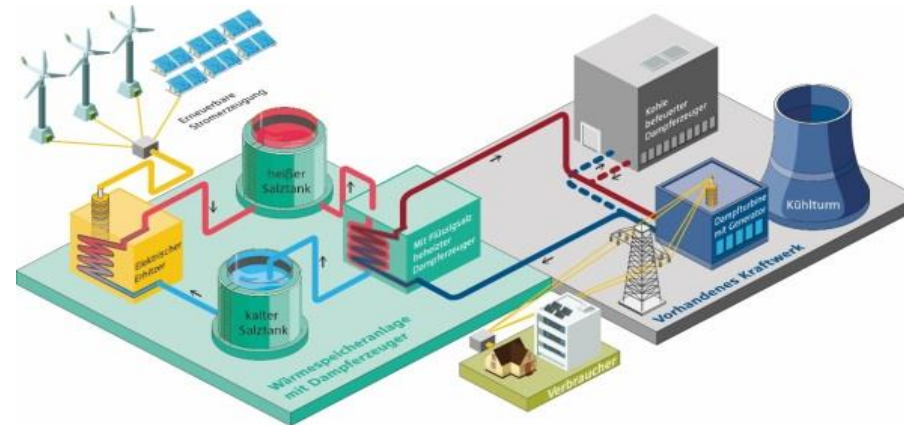 Erneuerbare
Stromerzeugung
heißer
Salztank
Elektrischer
Erhitzer
kalter
Salztank
Mit Flüssigsalz
beheizter
Dampferzeuger
Wärmespeicheranlage
mit Dampferzeuger
Kohle
befeuerter
Dampferzeuger
Dampfturbine
mit Generator
Kühlturm
Vorhandenes Kraftwerk
Verbraucher